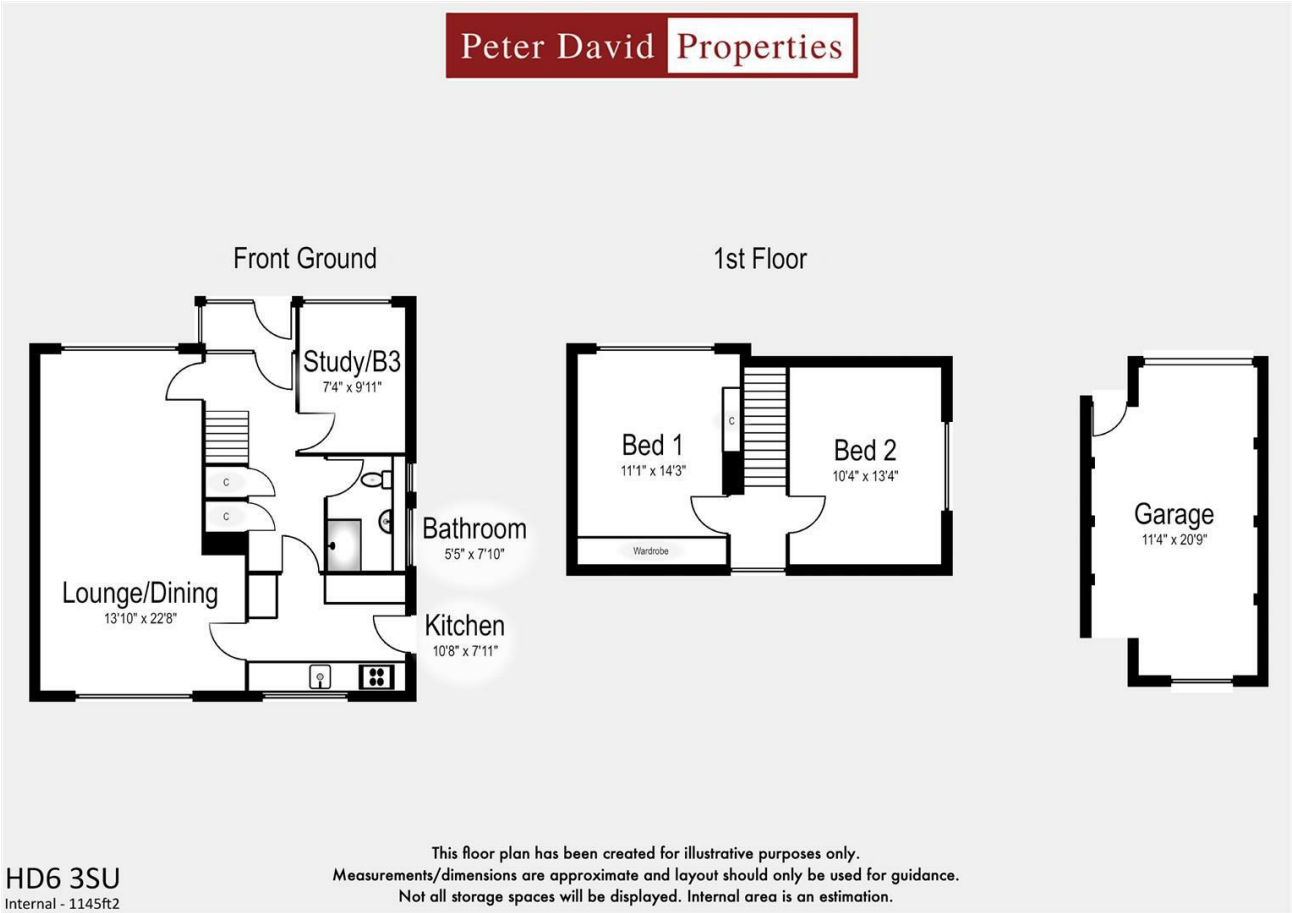 Peter David Properties
Front Ground
1st Floor
Study/B3
7'4" x 9'11"
C
C
Bathroom
5'5" x 7'10"
Lounge/Dining
13'10" x 22'8"
Kitchen
10'8" x 7'11"
Bed 1
11'1" x 14'3"
C
Wardrobe
Bed 2
10'4" x 13'4"
Garage
11'4" x 20'9"
This floor plan has been created for illustrative purposes only.
Measurements/dimensions are approximate and layout should only be used for guidance.
Not all storage spaces will be displayed. Internal area is an estimation.
HD6 3SU
Internal - 1145ft2